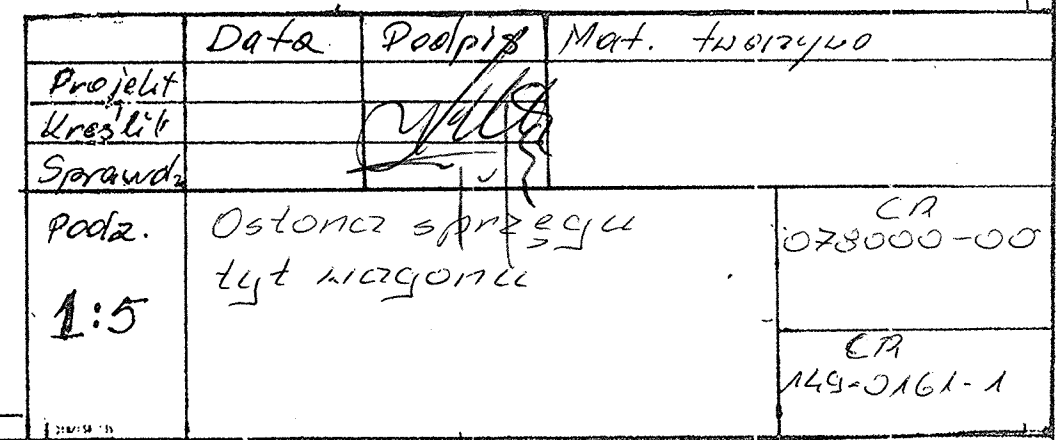 Data Podpis Mat. tworzywo
Projekt
Kreślił
Sprawdz
Podz. Osłona sprzęgu
tył wagonu
1:5
CR
078000-00
CR
149-0161-1